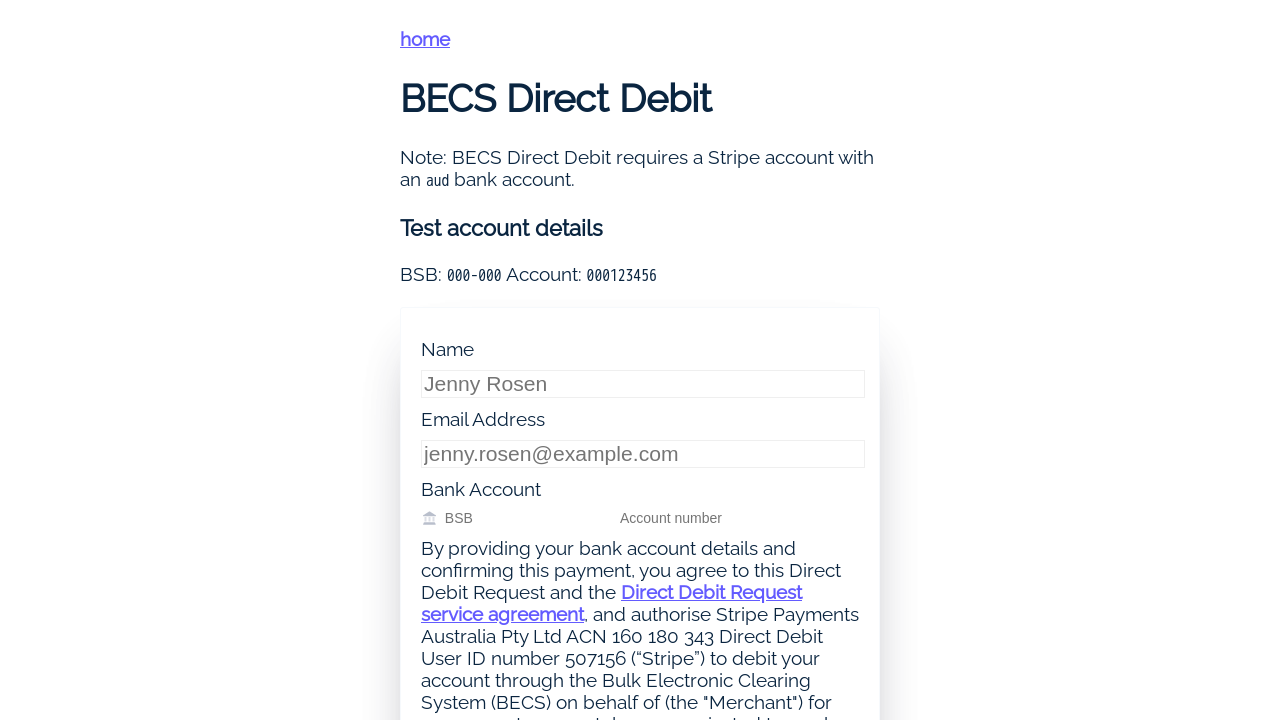 home
BECS Direct Debit
Note: BECS Direct Debit requires a Stripe account with
an aud bank account.
Test account details
BSB: 000-000 Account: 000123456
Name
Jenny Rosen
Email Address
jenny.rosen@example.com
Bank Account
BSB Account number
By providing your bank account details and
confirming this payment, you agree to this Direct
Debit Request and the Direct Debit Request
service agreement, and authorise Stripe Payments
Australia Pty Ltd ACN 160 180 343 Direct Debit
User ID number 507156 (“Stripe”) to debit your
account through the Bulk Electronic Clearing
System (BECS) on behalf of (the "Merchant") for